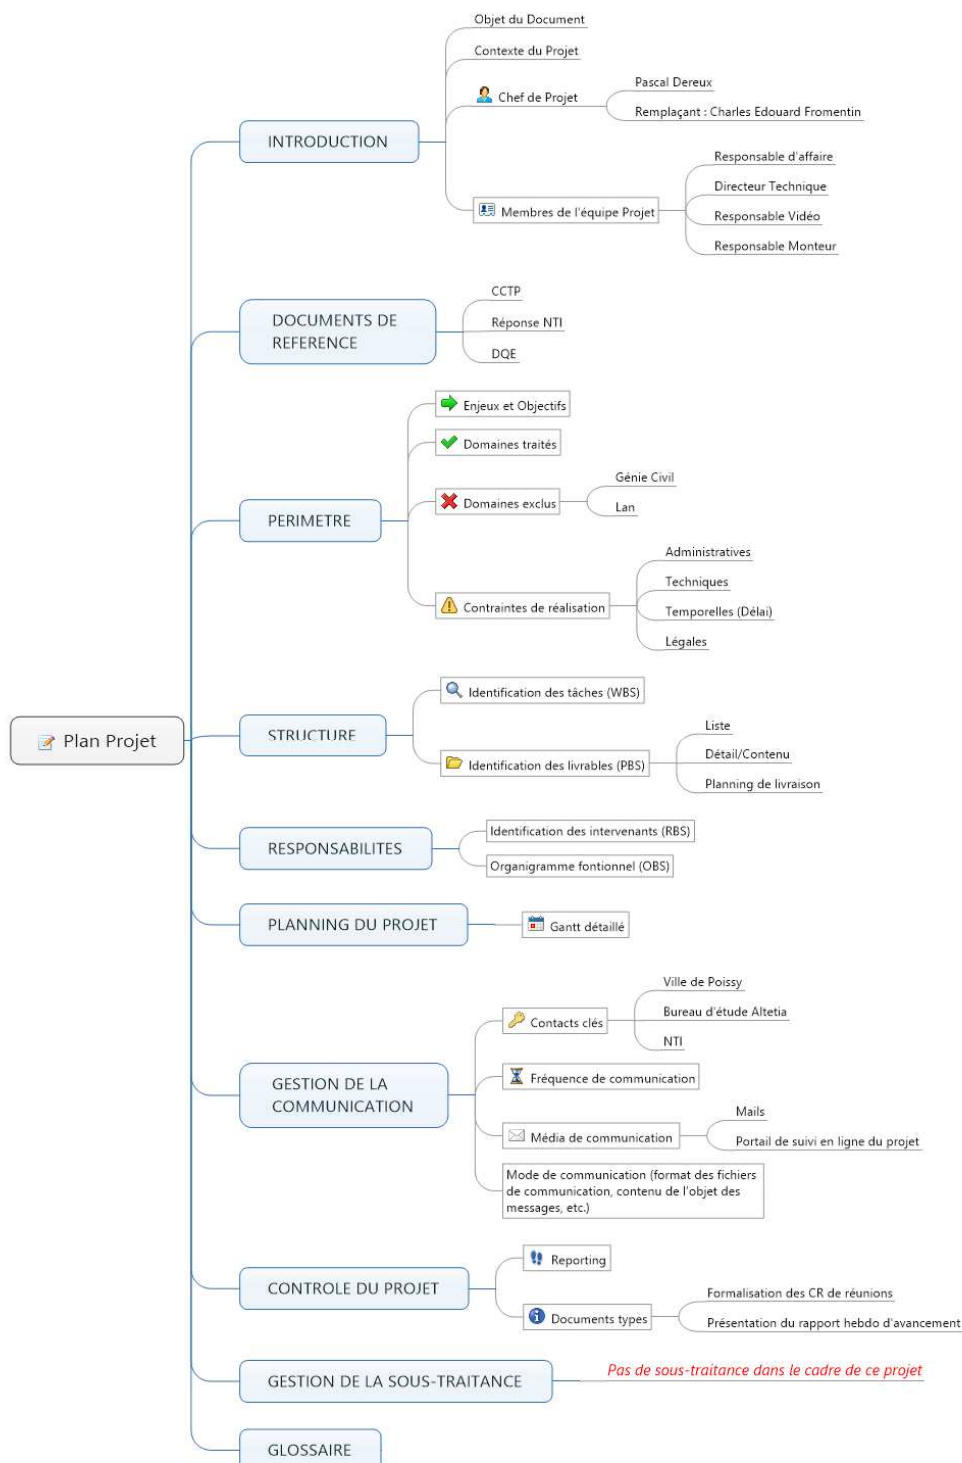 Plan Projet
INTRODUCTION
Objet du Document
Contexte du Projet
Chef de Projet
Pascal Dereux
Remplaçant : Charles Edouard Fromentin
Membres de l'équipe Projet
Responsable d'affaire
Directeur Technique
Responsable Vidéo
Responsable Monteur
DOCUMENTS DE
REFERENCE
CCTP
Réponse NTI
DQE
PERIMETRE
Enjeux et Objectifs
Domaines traités
Domaines exclus
Génie Civil
Lan
Contraintes de réalisation
Administratives
Techniques
Temporelles (Délai)
Légales
STRUCTURE
Identification des tâches (WBS)
Identification des livrables (PBS)
Liste
Détail/Contenu
Planning de livraison
RESPONSABILITES
Identification des intervenants (RBS)
Organigramme fontionnel (OBS)
PLANNING DU PROJET
Gantt détaillé
GESTION DE LA
COMMUNICATION
Contacts clés
Ville de Poissy
Bureau d'étude Altetia
NTI
Fréquence de communication
Média de communication
Mails
Portail de suivi en ligne du projet
Mode de communication (format des fichiers
de communication, contenu de l'objet des
messages, etc.)
CONTROLE DU PROJET
Reporting
Documents types
Formalisation des CR de réunions
Présentation du rapport hebdo d'avancement
GESTION DE LA SOUS-TRAITANCE
Pas de sous-traitance dans le cadre de ce projet
GLOSSAIRE